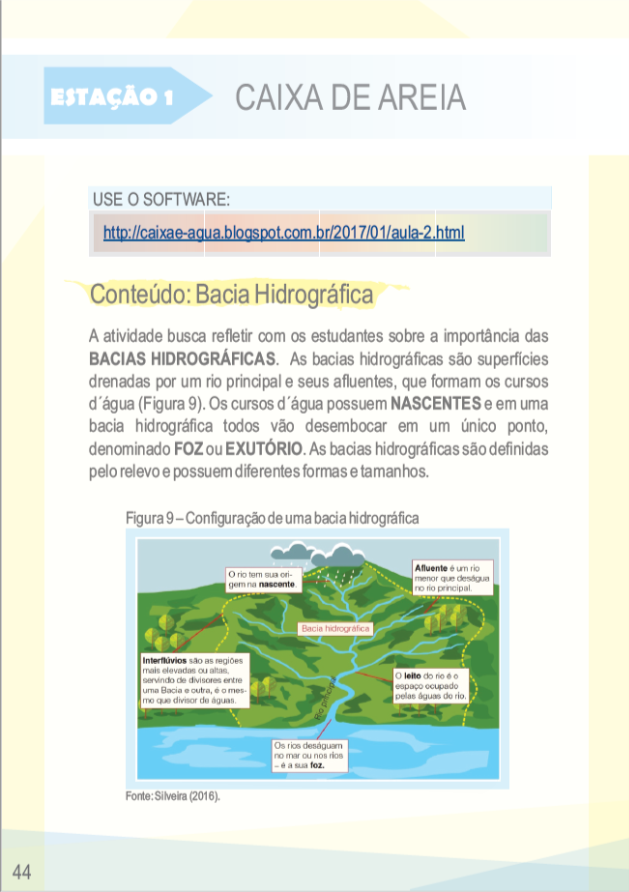 ESTAÇÃO 1
CAIXA DE AREIA
USE O SOFTWARE:
http://caixae-agua.blogspot.com.br/2017/01/aula-2.html
Conteúdo: Bacia Hidrográfica
A atividade busca refletir com os estudantes sobre a importância das
BACIAS HIDROGRÁFICAS. As bacias hidrográficas são superfícies
drenadas por um rio principal e seus afluentes, que formam os cursos
d´água (Figura 9). Os cursos d´água possuem NASCENTES e em uma
bacia hidrográfica todos vão desembocar em um único ponto,
denominado FOZ ou EXUTÓRIO. As bacias hidrográficas são definidas
pelo relevo e possuem diferentes formas e tamanhos.
Figura 9 – Configuração de uma bacia hidrográfica
O rio tem sua ori-
gem na nascente.
Afluente é um rio
menor que deságua
no rio principal.
Bacia hidrográfica
Interflúvios são as regiões
mais elevadas ou altas,
servindo de divisores entre
uma Bacia e outra, é o mes-
mo que divisor de águas.
O leito do rio é o
espaço ocupado
pelas águas do rio.
Rio principal
Os rios deságuam
no mar ou nos rios
– é a sua foz.
Fonte: Silveira (2016).
44